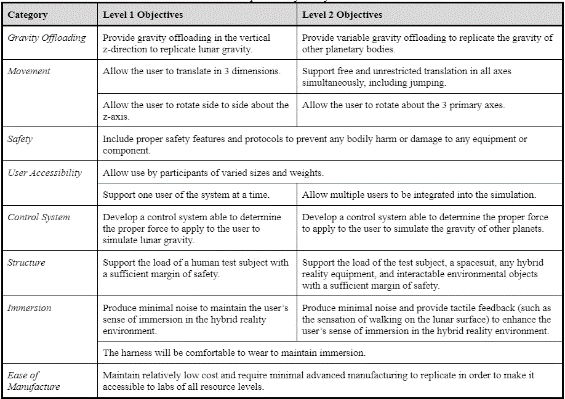 Category Level 1 Objectives Level 2 Objectives
Gravity Offloading
Provide gravity offloading in the vertical
z-direction to replicate lunar gravity.
Provide variable gravity offloading to replicate the gravity of
other planetary bodies.
Movement
Allow the user to translate in 3 dimensions.
Support free and unrestricted translation in all axes
simultaneously, including jumping.
Allow the user to rotate side to side about the
z-axis.
Allow the user to rotate about the 3 primary axes.
Safety
Include proper safety features and protocols to prevent any bodily harm or damage to any equipment or
component.
User Accessibility
Allow use by participants of varied sizes and weights.
Support one user of the system at a time.
Allow multiple users to be integrated into the simulation.
Control System
Develop a control system able to determine
the proper force to apply to the user to
simulate lunar gravity.
Develop a control system able to determine the proper force
to apply to the user to simulate the gravity of other planets.
Structure
Support the load of a human test subject with
a sufficient margin of safety.
Support the load of the test subject, a spacesuit, any hybrid
reality equipment, and interactable environmental objects
with a sufficient margin of safety.
Immersion
Produce minimal noise to maintain the user's
sense of immersion in the hybrid reality
environment.
Produce minimal noise and provide tactile feedback (such as
the sensation of walking on the lunar surface) to enhance the
user's sense of immersion in the hybrid reality environment.
The harness will be comfortable to wear to maintain immersion.
Ease of
Manufacture
Maintain relatively low cost and require minimal advanced manufacturing to replicate in order to make it
accessible to labs of all resource levels.